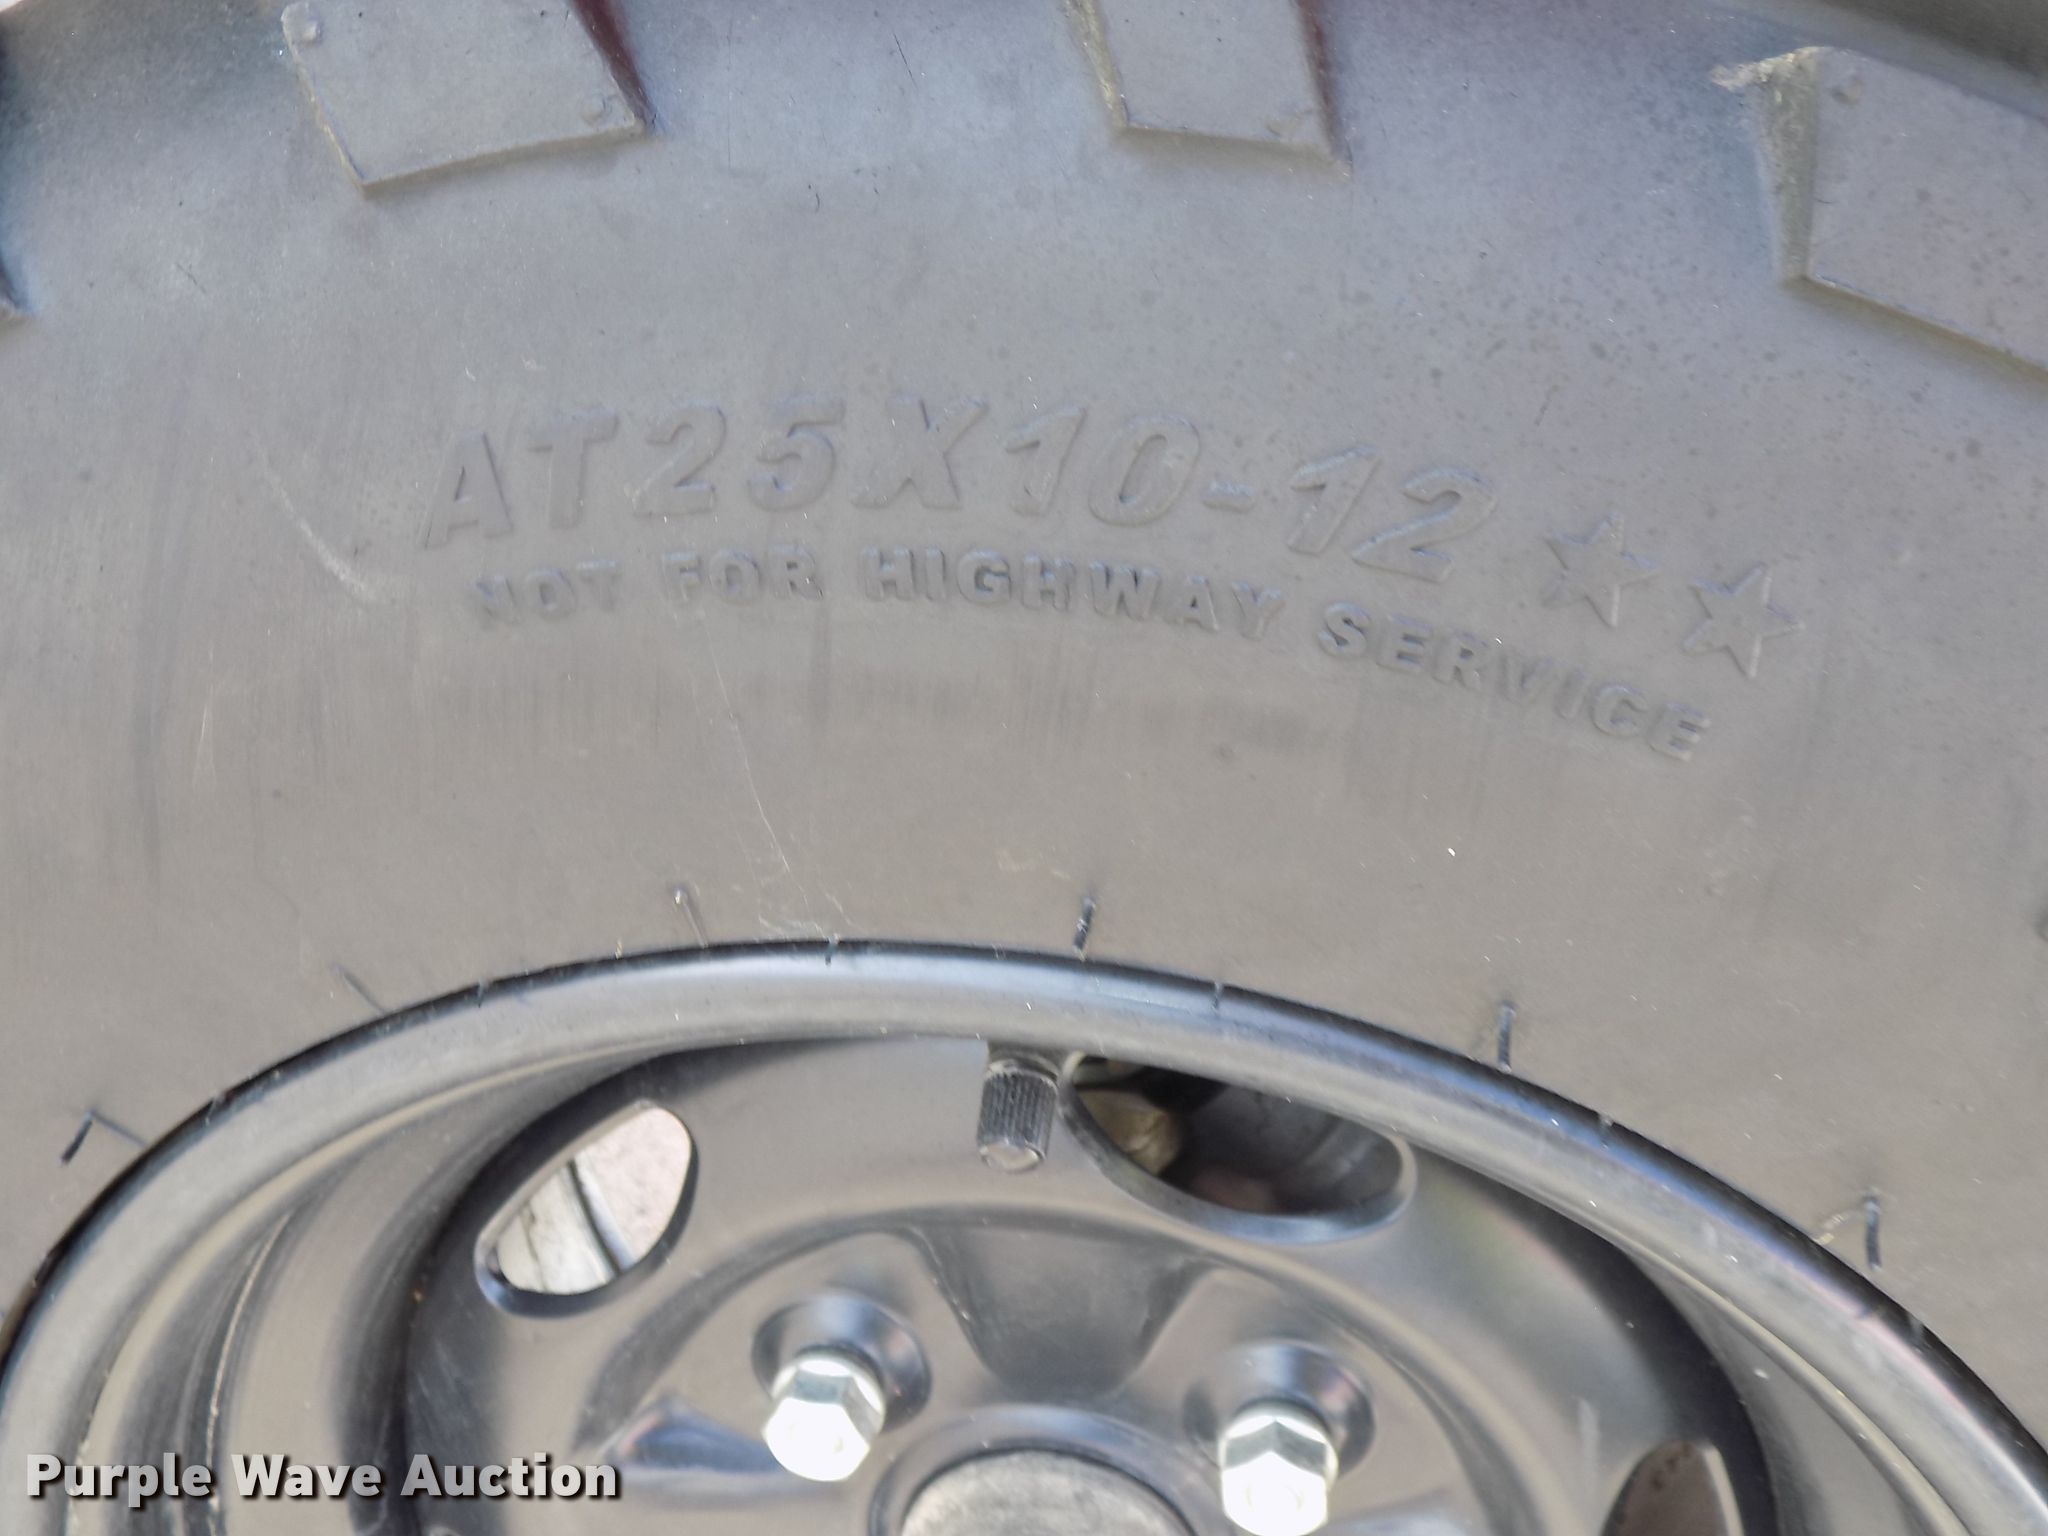 AT25X10-12 ★★
NOT FOR HIGHWAY SERVICE
Purple Wave Auction